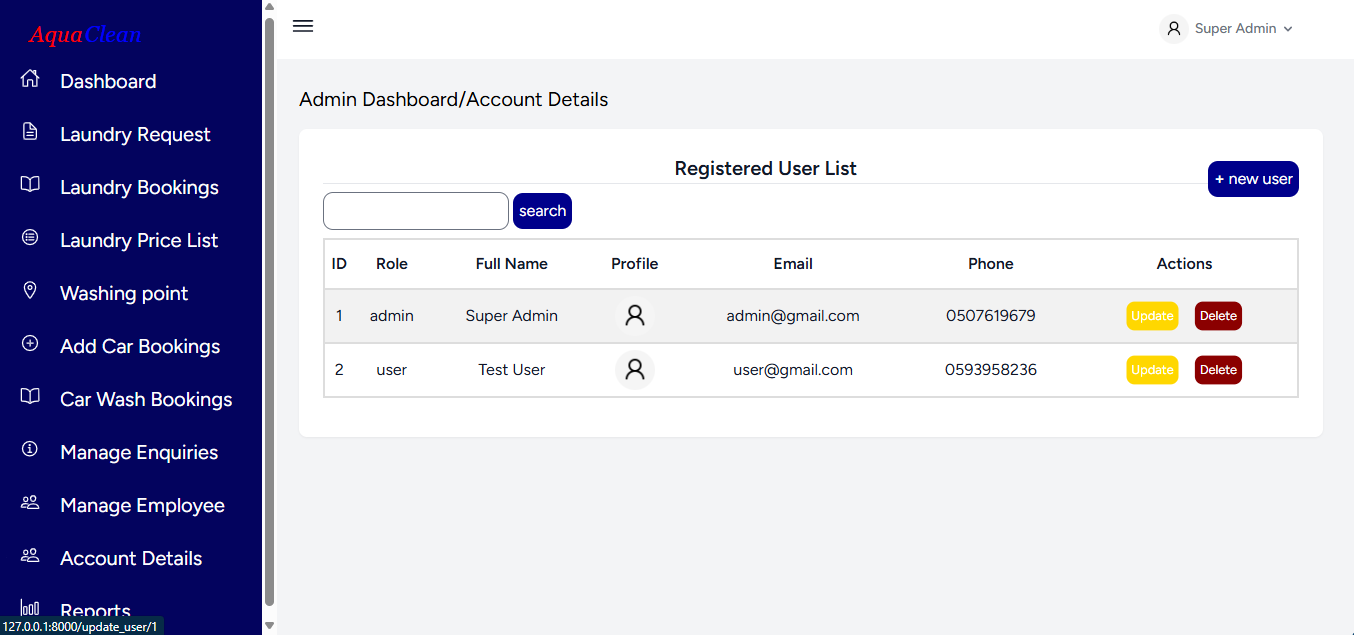 AquaClean
Dashboard
Laundry Request
Laundry Bookings
Laundry Price List
Washing point
Add Car Bookings
Car Wash Bookings
Manage Enquiries
Manage Employee
Account Details
Reports
127.0.0.1:8000/update_user/1
Super Admin
Admin Dashboard/Account Details
Registered User List
+ new user
search
ID Role Full Name Profile Email Phone Actions
1 admin Super Admin admin@gmail.com 0507619679 Update Delete
2 user Test User user@gmail.com 0593958236 Update Delete